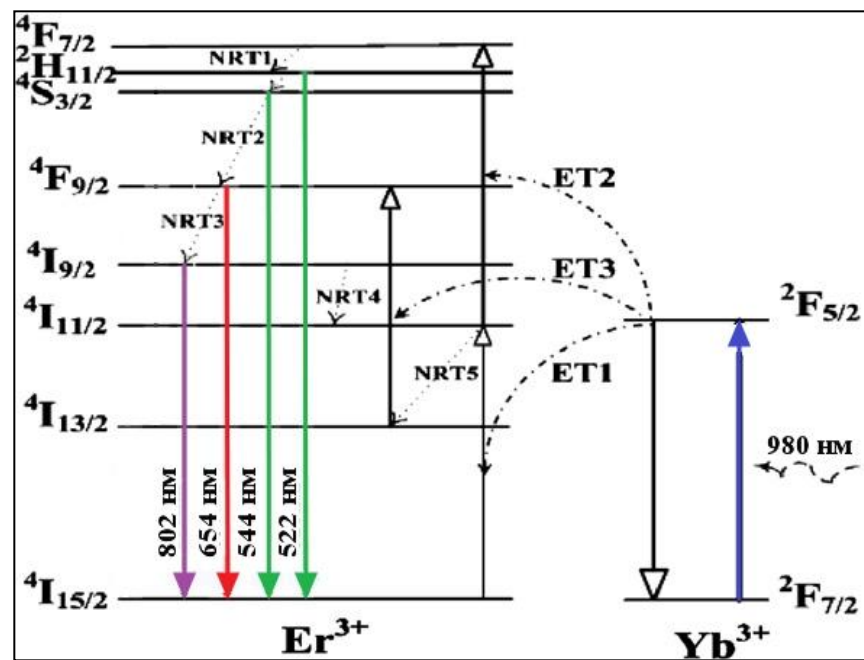 ⁴F₇/₂
²H₁₁/₂
⁴S₃/₂
⁴F₉/₂
⁴I₉/₂
⁴I₁₁/₂
⁴I₁₃/₂
⁴I₁₅/₂
NRT1
NRT2
NRT3
NRT4
NRT5
802 нм
654 нм
544 нм
522 нм
ET2
ET3
ET1
²F₅/₂
980 нм
²F₇/₂
Er³⁺
Yb³⁺